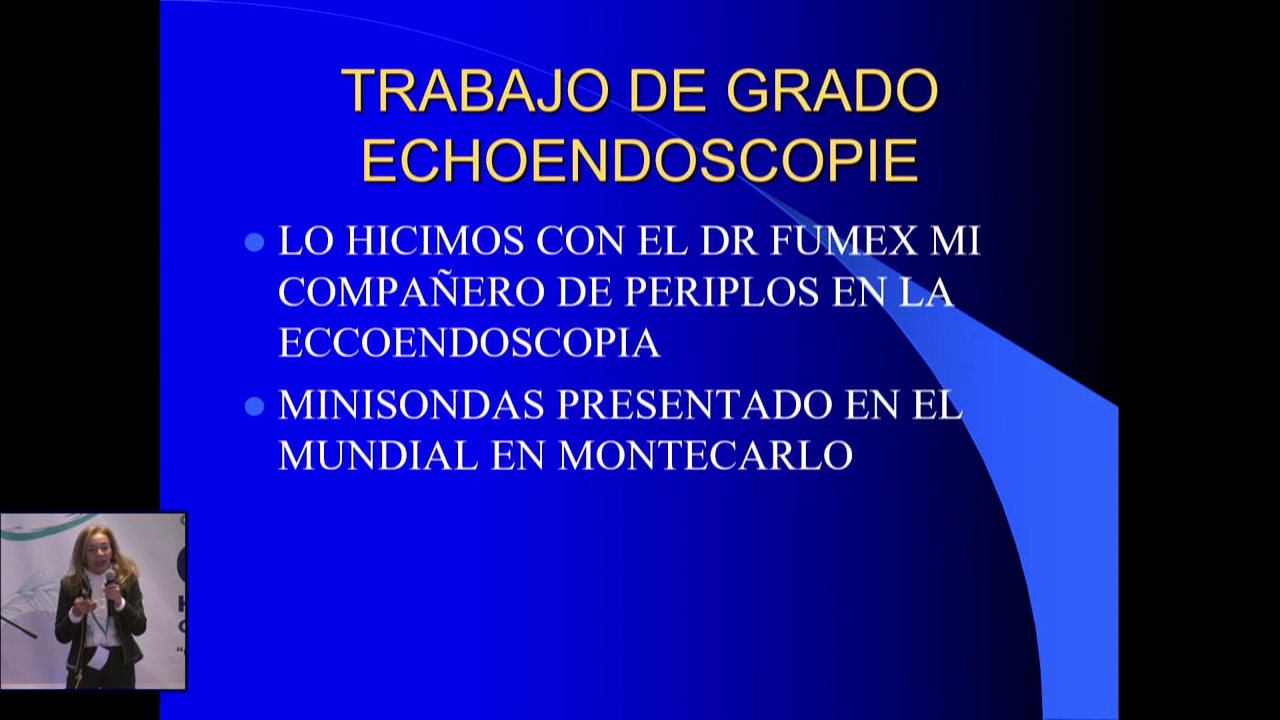 TRABAJO DE GRADO
ECHOENDOSCOPIE
LO HICIMOS CON EL DR FUMEX MI
COMPAÑERO DE PERIPLOS EN LA
ECCOENDOSCOPIA
MINISONDAS PRESENTADO EN EL
MUNDIAL EN MONTECARLO